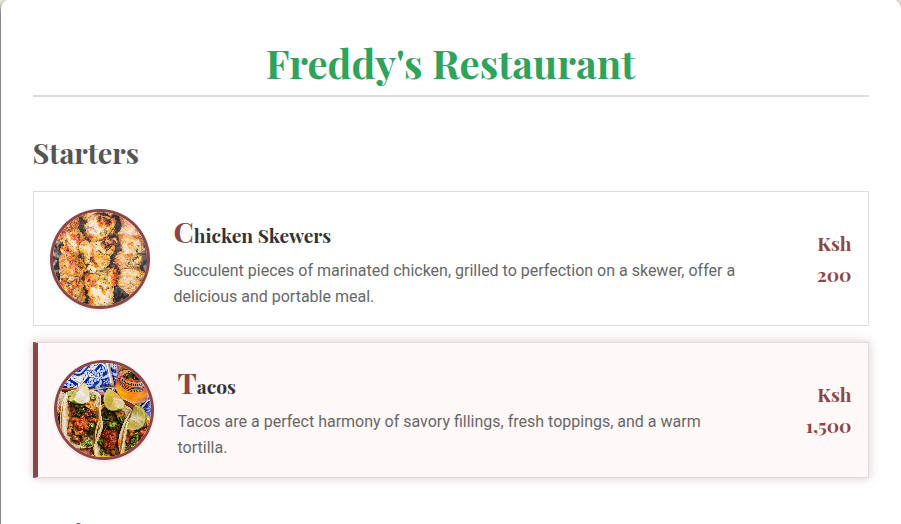 Freddy's Restaurant
Starters
Chicken Skewers
Succulent pieces of marinated chicken, grilled to perfection on a skewer, offer a
delicious and portable meal.
Ksh
200
Tacos
Tacos are a perfect harmony of savory fillings, fresh toppings, and a warm
tortilla.
Ksh
1,500